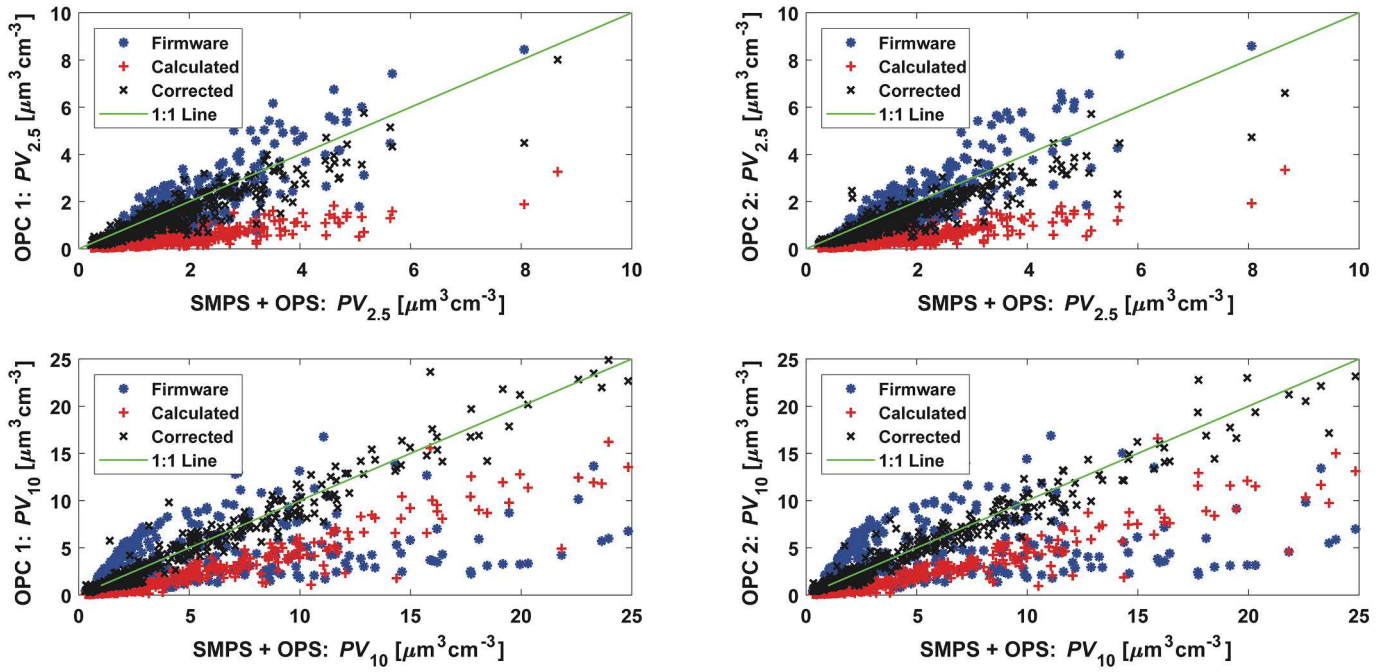 OPC 1: PV2.5 [μm3cm-3]
10
8
6
4
2
0
Firmware
Calculated
Corrected
1:1 Line
0 2 4 6 8 10
SMPS + OPS: PV2.5 [μm3cm-3]
OPC 2: PV2.5 [μm3cm-3]
10
8
6
4
2
0
Firmware
Calculated
Corrected
1:1 Line
0 2 4 6 8 10
SMPS + OPS: PV2.5 [μm3cm-3]
OPC 1: PV10 [μm3cm-3]
25
20
15
10
5
0
Firmware
Calculated
Corrected
1:1 Line
0 5 10 15 20 25
SMPS + OPS: PV10 [μm3cm-3]
OPC 2: PV10 [μm3cm-3]
25
20
15
10
5
0
Firmware
Calculated
Corrected
1:1 Line
0 5 10 15 20 25
SMPS + OPS: PV10 [μm3cm-3]